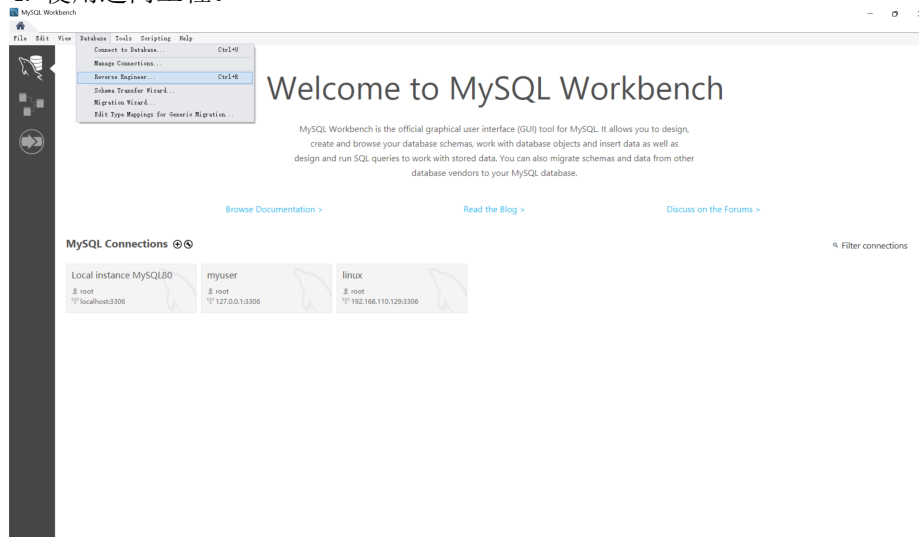 使用逆向工程。
MySQL Workbench
File Edit View Database Tools Scripting Help
Connect to Database... Ctrl+U
Manage Connections...
Reverse Engineer... Ctrl+R
Schema Transfer Wizard...
Migration Wizard...
Edit Type Mappings for Generic Migration...
Welcome to MySQL Workbench
MySQL Workbench is the official graphical user interface (GUI) tool for MySQL. It allows you to design,
create and browse your database schemas, work with database objects and insert data as well as
design and run SQL queries to work with stored data. You can also migrate schemas and data from other
database vendors to your MySQL database.
Browse Documentation > Read the Blog > Discuss on the Forums >
MySQL Connections Filter connections
Local instance MySQL80
root
localhost:3306
myuser
root
127.0.0.1:3306
linux
root
192.168.110.129:3306